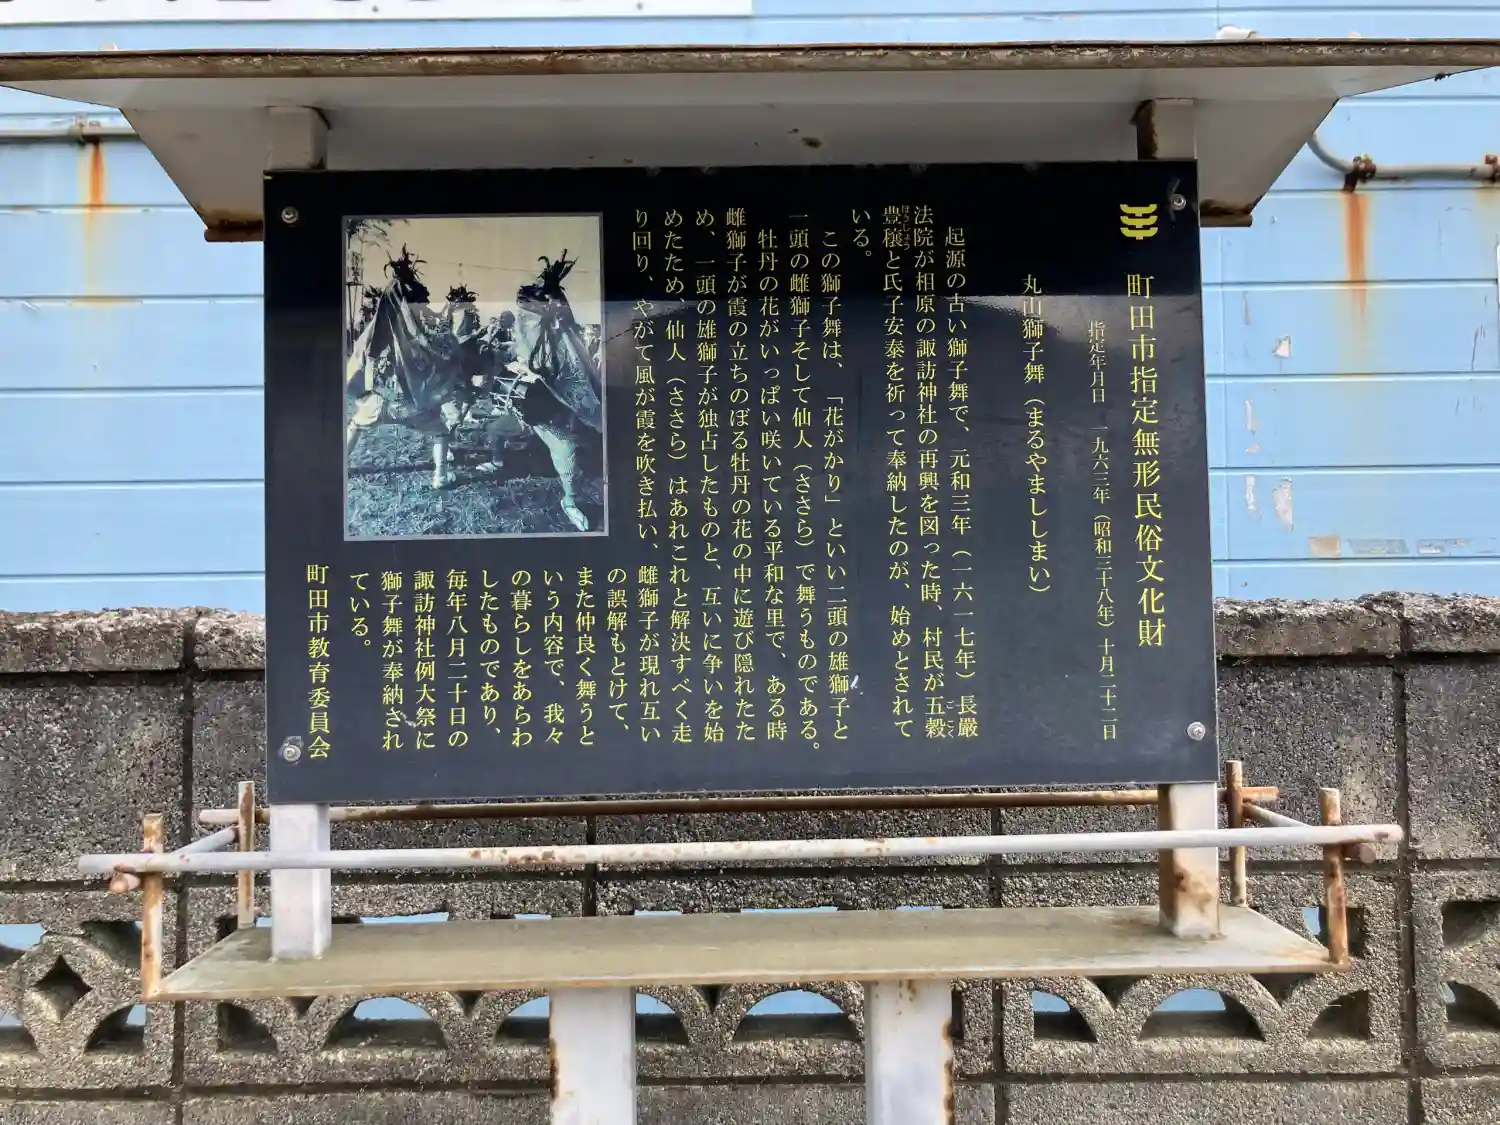 町田市指定無形民俗文化財
指定年月日 一九六三年(昭和三十八年)十月二十二日
丸山獅子舞(まるやまししまい)
起源の古い獅子舞で、元和三年(一六一七年)長嚴
法院が相原の諏訪神社の再興を図った時、村民が五穀
ごこく
豊穣と氏子安泰を祈って奉納したのが、始めとされて
ほうじょう
いる。
この獅子舞は、「花がかり」といい二頭の雄獅子と
一頭の雌獅子そして仙人(ささら)で舞うものである。
牡丹の花がいっぱい咲いている平和な里で、ある時
雌獅子が霞の立ちのぼる牡丹の花の中に遊び隠れたた
め、一頭の雄獅子が独占したものと、互いに争いを始
めたため、仙人(ささら)はあれこれと解決すべく走
り回り、やがて風が霞を吹き払い、雌獅子が現れ互い
の誤解もとけて、
また仲良く舞うと
いう内容で、我々
の暮らしをあらわ
したものであり、
毎年八月二十日の
諏訪神社例大祭に
獅子舞が奉納され
ている。
町田市教育委員会